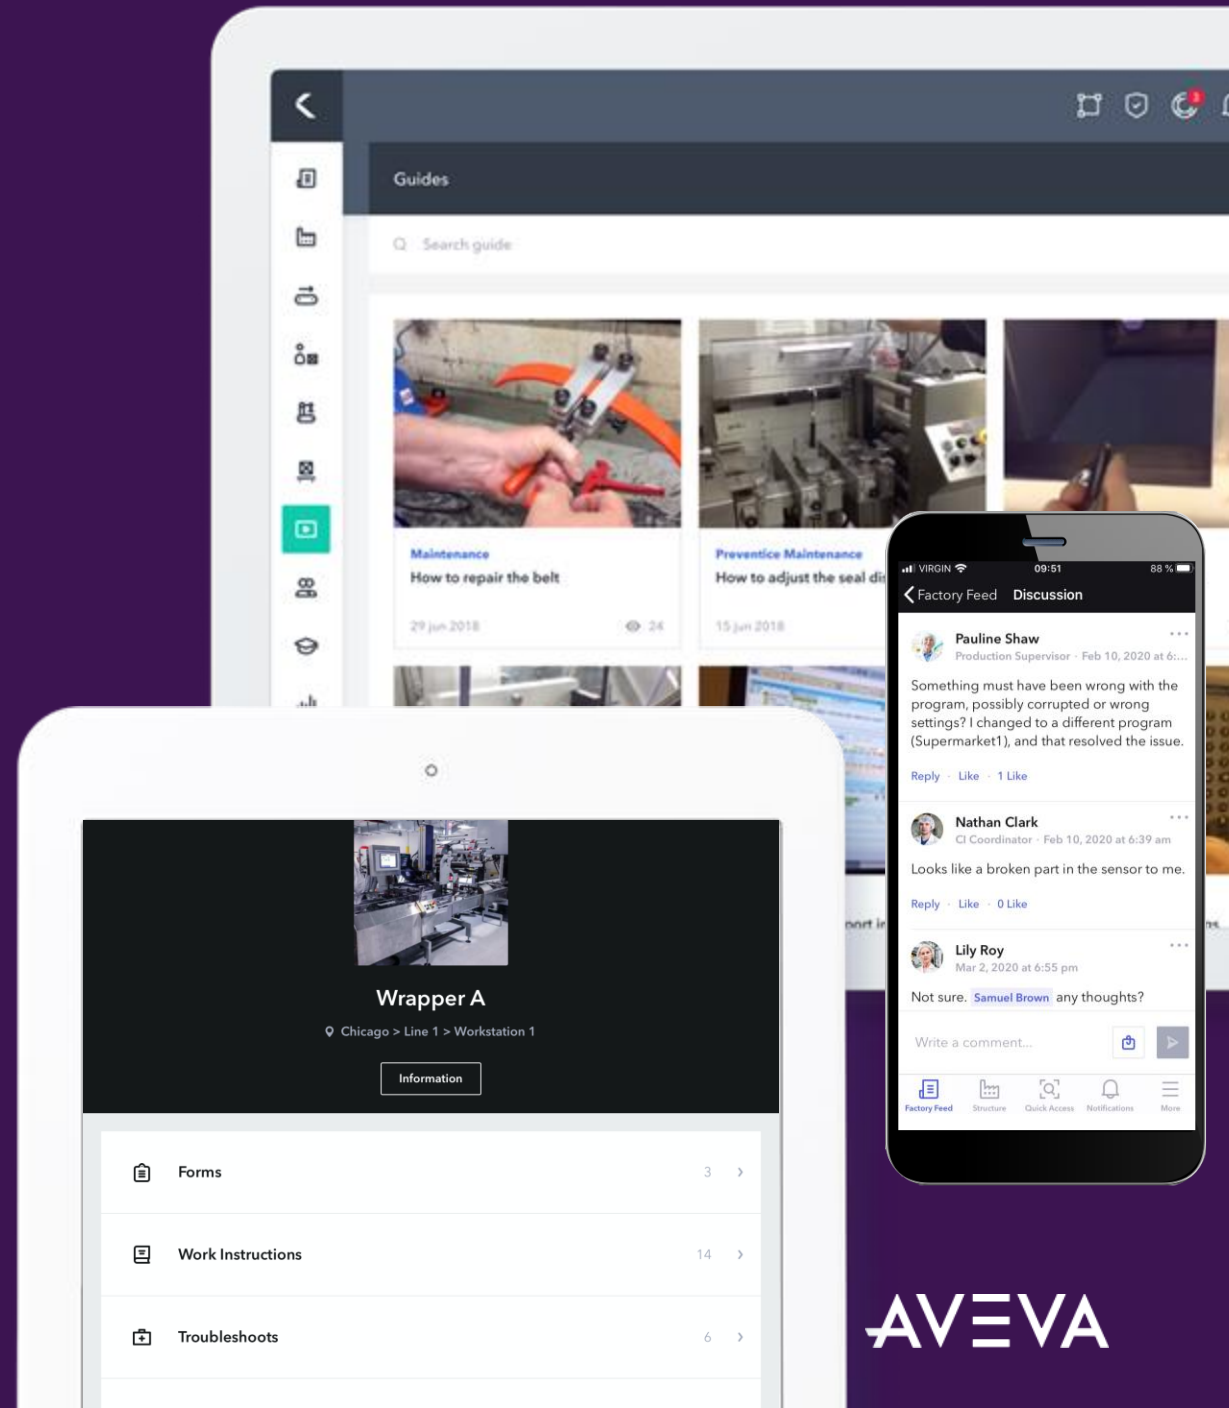 3
Guides
Search guide
Maintenance
How to repair the belt
29 jun 2018
24
Preventice Maintenance
How to adjust the seal
15 jun 2018
VIRGIN
09:51
88 %
Factory Feed
Discussion
Pauline Shaw
Production Supervisor · Feb 10, 2020 at 6:...
Something must have been wrong with the
program, possibly corrupted or wrong
settings? I changed to a different program
(Supermarket1), and that resolved the issue.
Reply · Like · 1 Like
Nathan Clark
CI Coordinator · Feb 10, 2020 at 6:39 am
Looks like a broken part in the sensor to me.
Reply · Like · 0 Like
Lily Roy
Mar 2, 2020 at 6:55 pm
Not sure. Samuel Brown any thoughts?
Write a comment...
Factory Feed
Structure
Quick Access
Notifications
More
Wrapper A
Chicago > Line 1 > Workstation 1
Information
Forms
3
Work Instructions
14
Troubleshoots
6
AVEVA